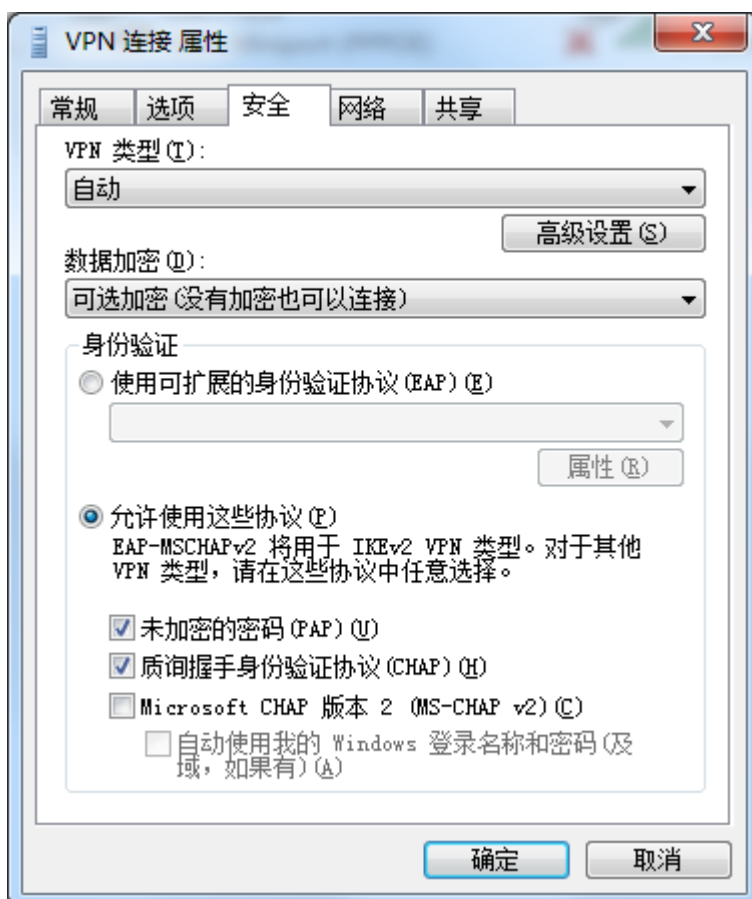 VPN 连接 属性
常规 选项 安全 网络 共享
VPN 类型(T):
自动
高级设置(S)
数据加密(D):
可选加密(没有加密也可以连接)
身份验证
使用可扩展的身份验证协议(EAP)(E)
属性(R)
允许使用这些协议(P)
EAP-MSCHAPv2 将用于 IKEv2 VPN 类型。对于其他
VPN 类型,请在这些协议中任意选择。
未加密的密码(PAP)(U)
质询握手身份验证协议(CHAP)(H)
Microsoft CHAP 版本 2 (MS-CHAP v2)(C)
自动使用我的 Windows 登录名称和密码(及
域,如果有)(A)
确定 取消